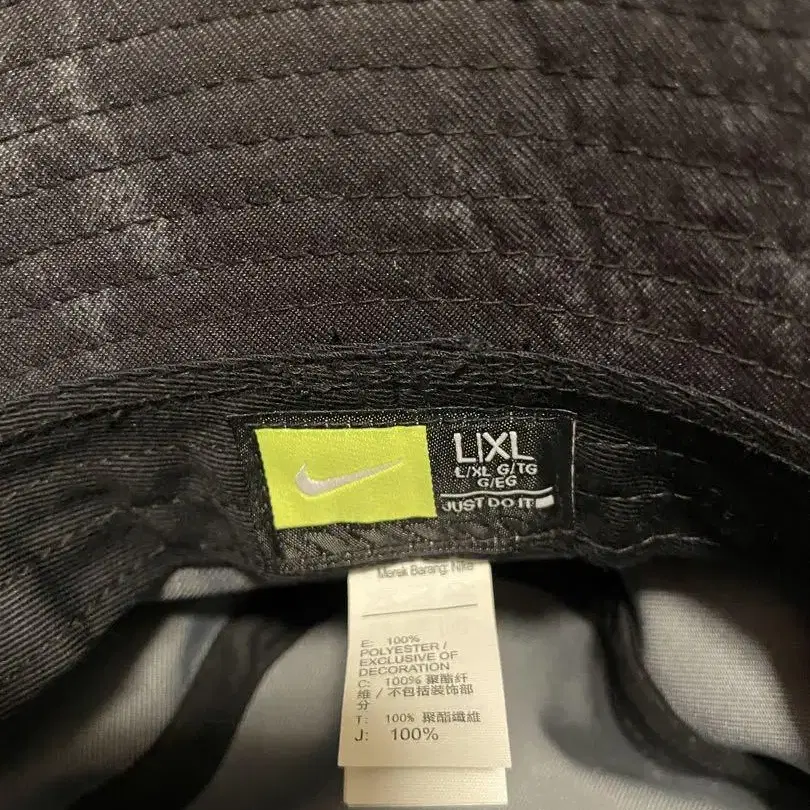 L/XL
L/XL G/TG
G/EG
JUST DO IT
Merek Barang: Nike
E: 100%
POLYESTER /
EXCLUSIVE OF
DECORATION
C: 100% 聚酯纤
维 / 不包括装饰部
分
T: 100% 聚酯纖維
J: 100%